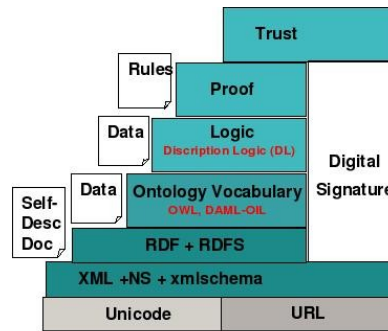 Trust
Rules
Proof
Data
Logic
Discription Logic (DL)
Digital
Signature
Self-
Desc
Doc
Data
Ontology Vocabulary
OWL, DAML-OIL
RDF + RDFS
XML +NS + xmlschema
Unicode
URL